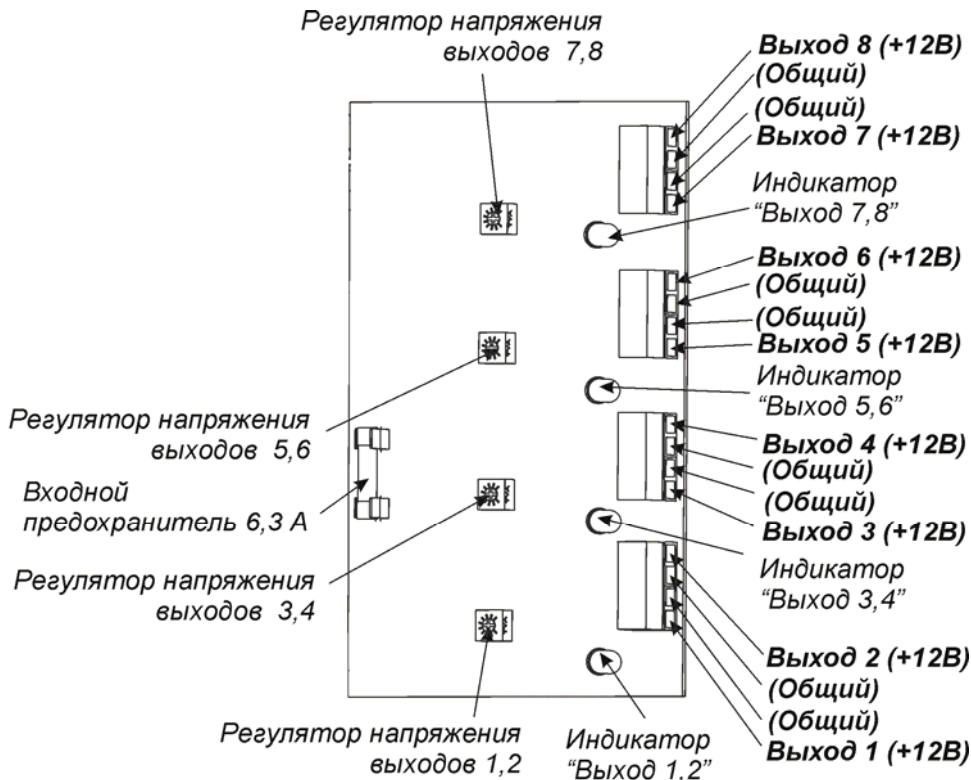 Регулятор напряжения
выходов 7,8
Выход 8 (+12В)
(Общий)
(Общий)
Выход 7 (+12В)
Индикатор
“Выход 7,8”
Выход 6 (+12В)
(Общий)
(Общий)
Выход 5 (+12В)
Индикатор
“Выход 5,6”
Регулятор напряжения
выходов 5,6
Выход 4 (+12В)
(Общий)
(Общий)
Выход 3 (+12В)
Входной
предохранитель 6,3 А
Индикатор
“Выход 3,4”
Регулятор напряжения
выходов 3,4
Выход 2 (+12В)
(Общий)
(Общий)
Выход 1 (+12В)
Регулятор напряжения
выходов 1,2
Индикатор
“Выход 1,2”